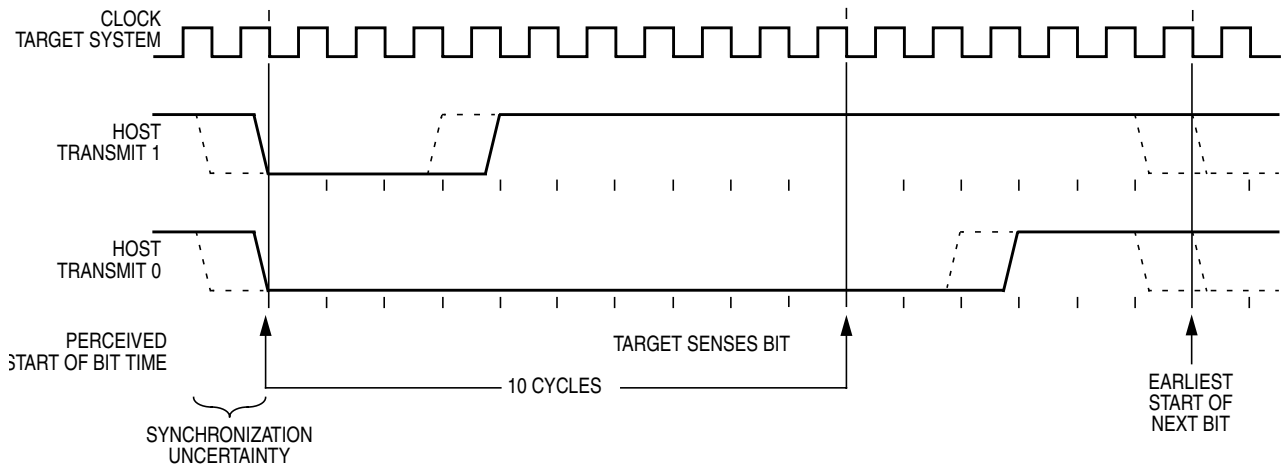 CLOCK
TARGET SYSTEM
HOST
TRANSMIT 1
HOST
TRANSMIT 0
PERCEIVED
START OF BIT TIME
TARGET SENSES BIT
10 CYCLES
EARLIEST
START OF
NEXT BIT
SYNCHRONIZATION
UNCERTAINTY